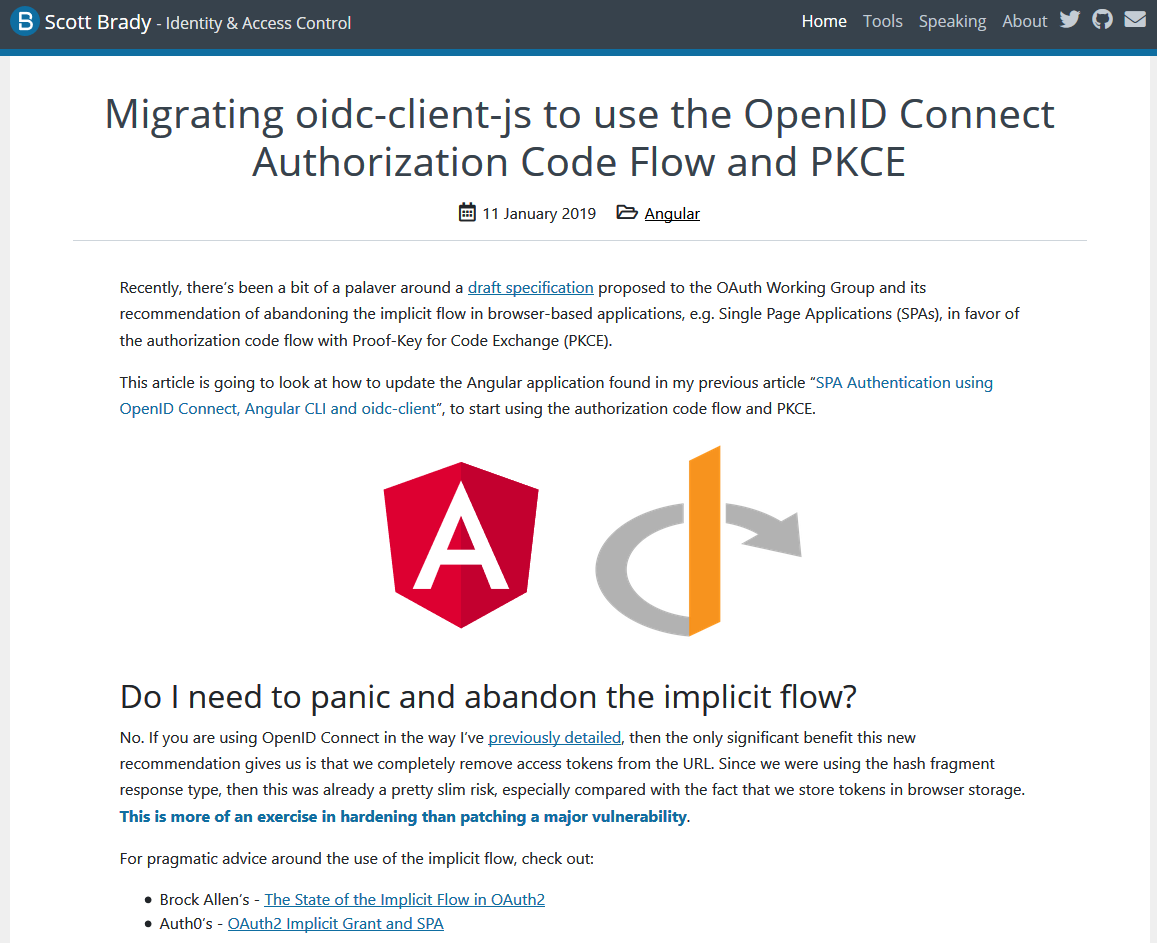 B Scott Brady - Identity & Access Control
Home Tools Speaking About
Migrating oidc-client-js to use the OpenID Connect
Authorization Code Flow and PKCE
11 January 2019 Angular
Recently, there’s been a bit of a palaver around a draft specification proposed to the OAuth Working Group and its
recommendation of abandoning the implicit flow in browser-based applications, e.g. Single Page Applications (SPAs), in favor of
the authorization code flow with Proof-Key for Code Exchange (PKCE).
This article is going to look at how to update the Angular application found in my previous article “SPA Authentication using
OpenID Connect, Angular CLI and oidc-client”, to start using the authorization code flow and PKCE.
A
Do I need to panic and abandon the implicit flow?
No. If you are using OpenID Connect in the way I’ve previously detailed, then the only significant benefit this new
recommendation gives us is that we completely remove access tokens from the URL. Since we were using the hash fragment
response type, then this was already a pretty slim risk, especially compared with the fact that we store tokens in browser storage.
This is more of an exercise in hardening than patching a major vulnerability.
For pragmatic advice around the use of the implicit flow, check out:
• Brock Allen’s - The State of the Implicit Flow in OAuth2
• Auth0’s - OAuth2 Implicit Grant and SPA